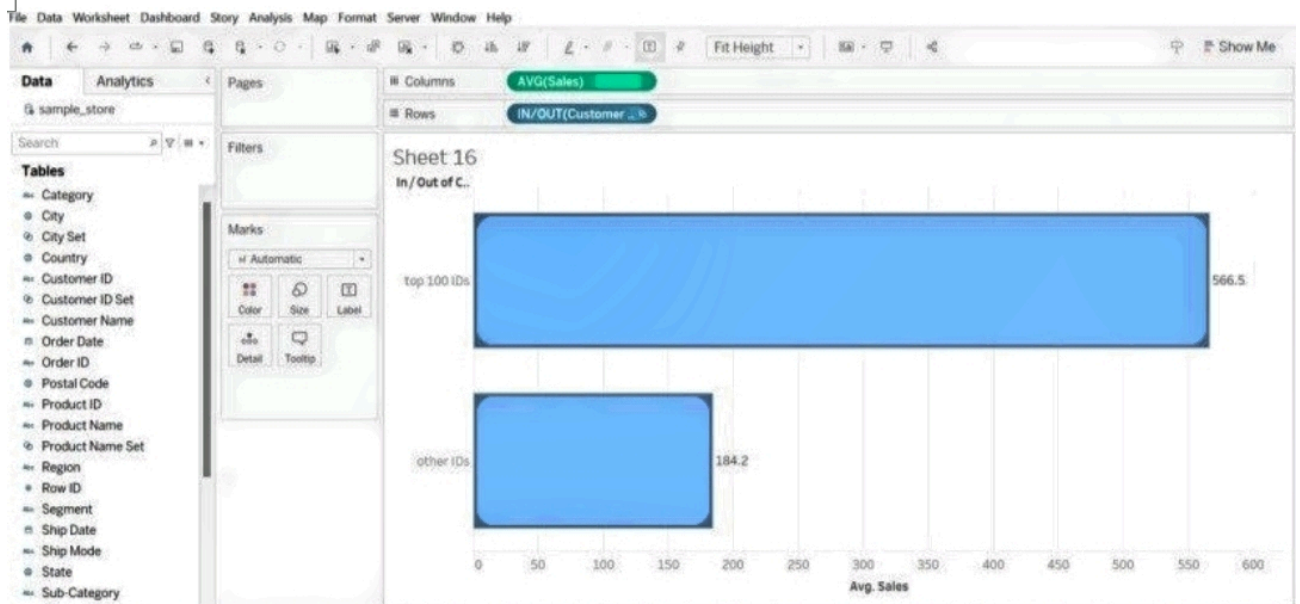 File Data Worksheet Dashboard Story Analysis Map Format Server Window Help
Fit Height
Show Me
Data Analytics
sample_store
Search
Tables
Category
City
City Set
Country
Customer ID
Customer ID Set
Customer Name
Order Date
Order ID
Postal Code
Product ID
Product Name
Product Name Set
Region
Row ID
Segment
Ship Date
Ship Mode
State
Sub-Category
Pages
Filters
Marks
Automatic
Color Size Label
Detail Tooltip
Columns AVG(Sales)
Rows IN/OUT(Customer ..
Sheet 16
In / Out of C..
top 100 IDs 566.5
other IDs 184.2
0 50 100 150 200 250 300 350 400 450 500 550 600
Avg. Sales